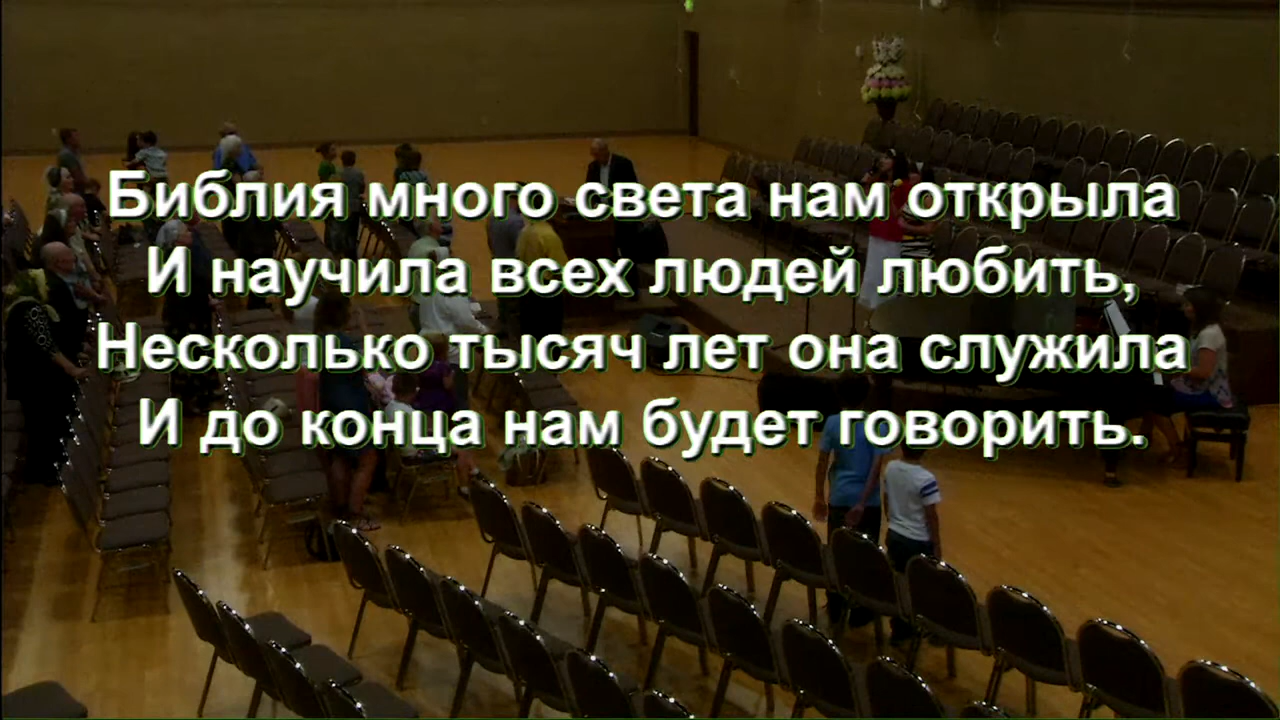 Библия много света нам открыла
И научила всех людей любить,
Несколько тысяч лет она служила
И до конца нам будет говорить.